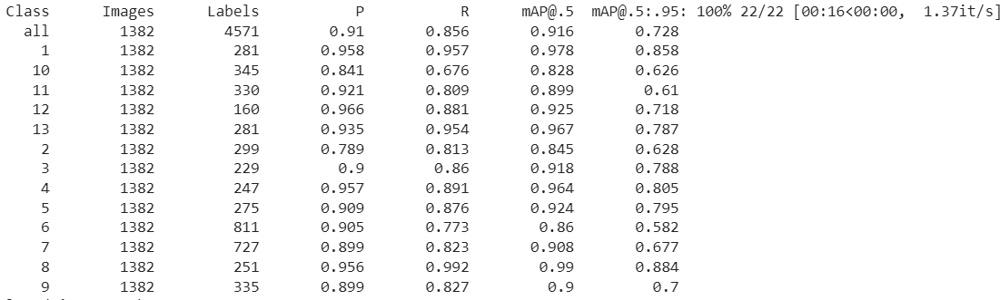 Class Images Labels P R mAP@.5 mAP@.5:.95: 100% 22/22 [00:16<00:00, 1.37it/s]
all 1382 4571 0.91 0.856 0.916 0.728
1 1382 281 0.958 0.957 0.978 0.858
10 1382 345 0.841 0.676 0.828 0.626
11 1382 330 0.921 0.809 0.899 0.61
12 1382 160 0.966 0.881 0.925 0.718
13 1382 281 0.935 0.954 0.967 0.787
2 1382 299 0.789 0.813 0.845 0.628
3 1382 229 0.9 0.86 0.918 0.788
4 1382 247 0.957 0.891 0.964 0.805
5 1382 275 0.909 0.876 0.924 0.795
6 1382 811 0.905 0.773 0.86 0.582
7 1382 727 0.899 0.823 0.908 0.677
8 1382 251 0.956 0.992 0.99 0.884
9 1382 335 0.899 0.827 0.9 0.7